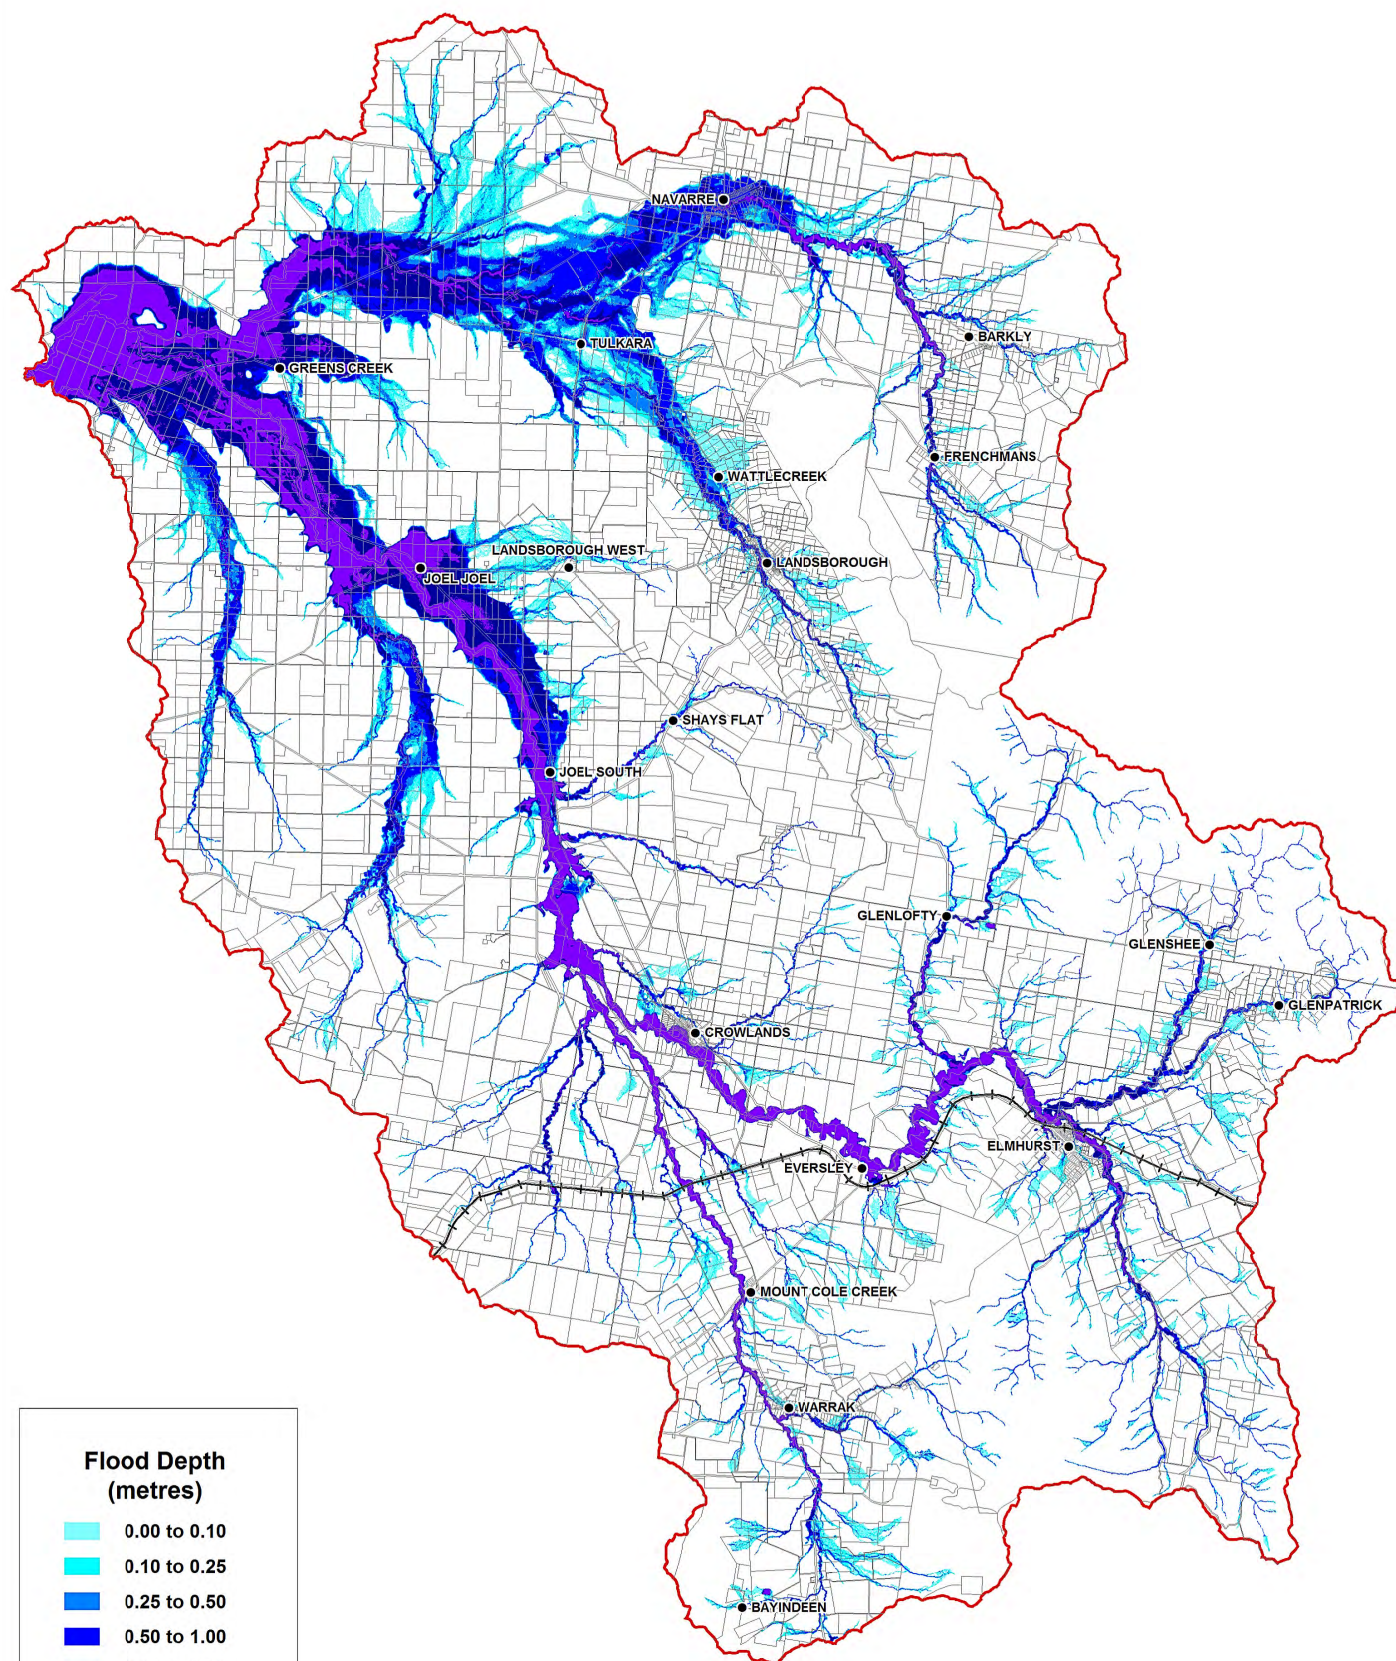 NAVARRE
TULKARA
BARKLY
GREENS CREEK
FRENCHMANS
WATTLECREEK
LANDSBOROUGH WEST
LANDSBOROUGH
JOEL JOEL
SHAYS FLAT
JOEL SOUTH
GLENLOFTY
GLENSHEE
GLENPATRICK
CROWLANDS
ELMHURST
EVERSLEY
MOUNT COLE CREEK
WARRAK
BAYINDEEN
Flood Depth
(metres)
0.00 to 0.10
0.10 to 0.25
0.25 to 0.50
0.50 to 1.00